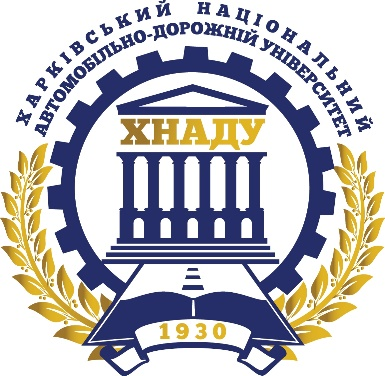 ХАРКІВСЬКИЙ НАЦІОНАЛЬНИЙ
АВТОМОБІЛЬНО-ДОРОЖНІЙ УНІВЕРСИТЕТ
ХНАДУ
1930